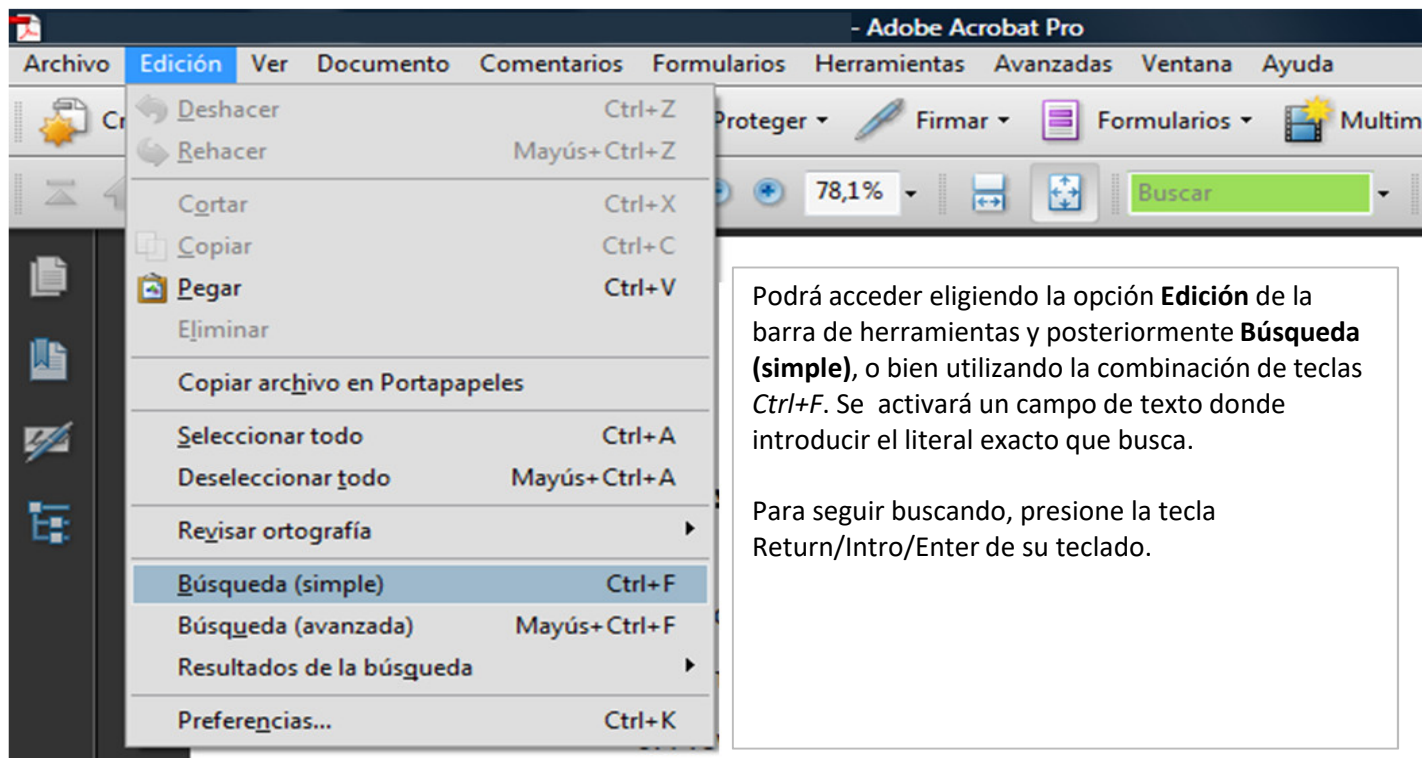 - Adobe Acrobat Pro
Archivo Edición Ver Documento Comentarios Formularios Herramientas Avanzadas Ventana Ayuda
Proteger Firmar Formularios
78,1% Buscar
Deshacer Ctrl+Z
Rehacer Mayús+Ctrl+Z
Cortar Ctrl+X
Copiar Ctrl+C
Pegar Ctrl+V
Eliminar
Copiar archivo en Portapapeles
Seleccionar todo Ctrl+A
Deseleccionar todo Mayús+Ctrl+A
Revisar ortografía
Búsqueda (simple) Ctrl+F
Búsqueda (avanzada) Mayús+Ctrl+F
Resultados de la búsqueda
Preferencias... Ctrl+K
Podrá acceder eligiendo la opción Edición de la
barra de herramientas y posteriormente Búsqueda
(simple), o bien utilizando la combinación de teclas
Ctrl+F. Se activará un campo de texto donde
introducir el literal exacto que busca.
Para seguir buscando, presione la tecla
Return/Intro/Enter de su teclado.